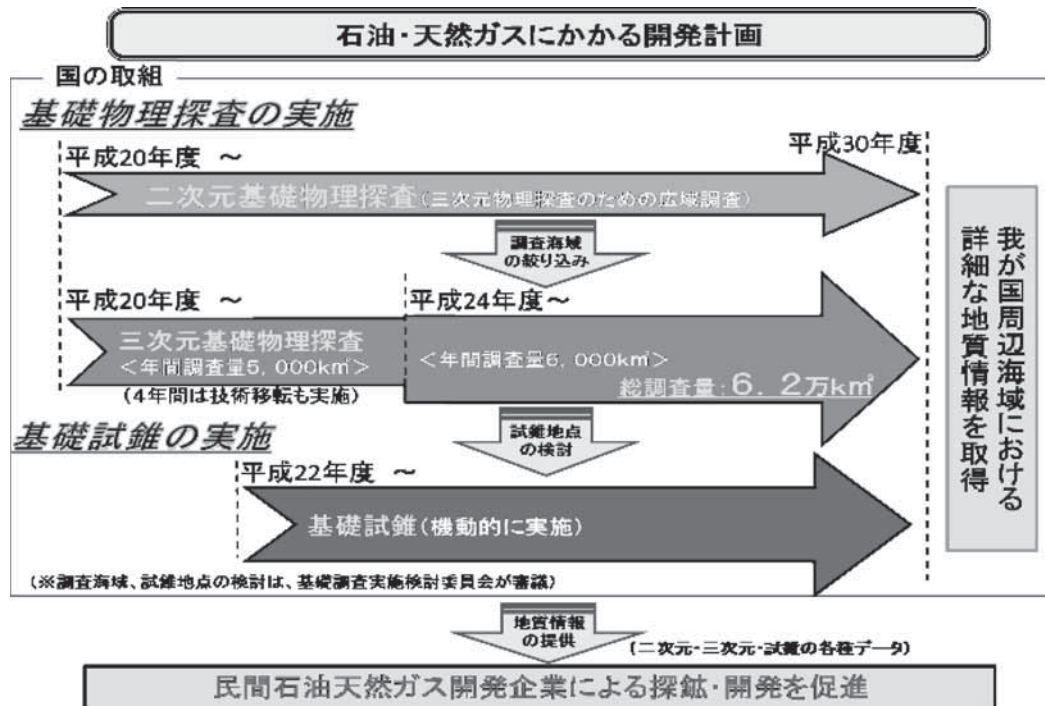 石油・天然ガスにかかる開発計画
国の取組
基礎物理探査の実施
平成20年度 ～
平成30年度
二次元基礎物理探査(三次元物理探査のための広域調査)
調査海域
の絞り込み
平成20年度 ～
平成24年度～
三次元基礎物理探査
＜年間調査量5，000k㎡＞
(4年間は技術移転も実施)
＜年間調査量6，000k㎡＞
総調査量：6．2万k㎡
試錐地点
の検討
基礎試錐の実施
平成22年度 ～
基礎試錐(機動的に実施)
(※調査海域、試錐地点の検討は、基礎調査実施検討委員会が審議)
我が国周辺海域における
詳細な地質情報を取得
地質情報
の提供
(二次元・三次元・試錐の各種データ)
民間石油天然ガス開発企業による探鉱・開発を促進